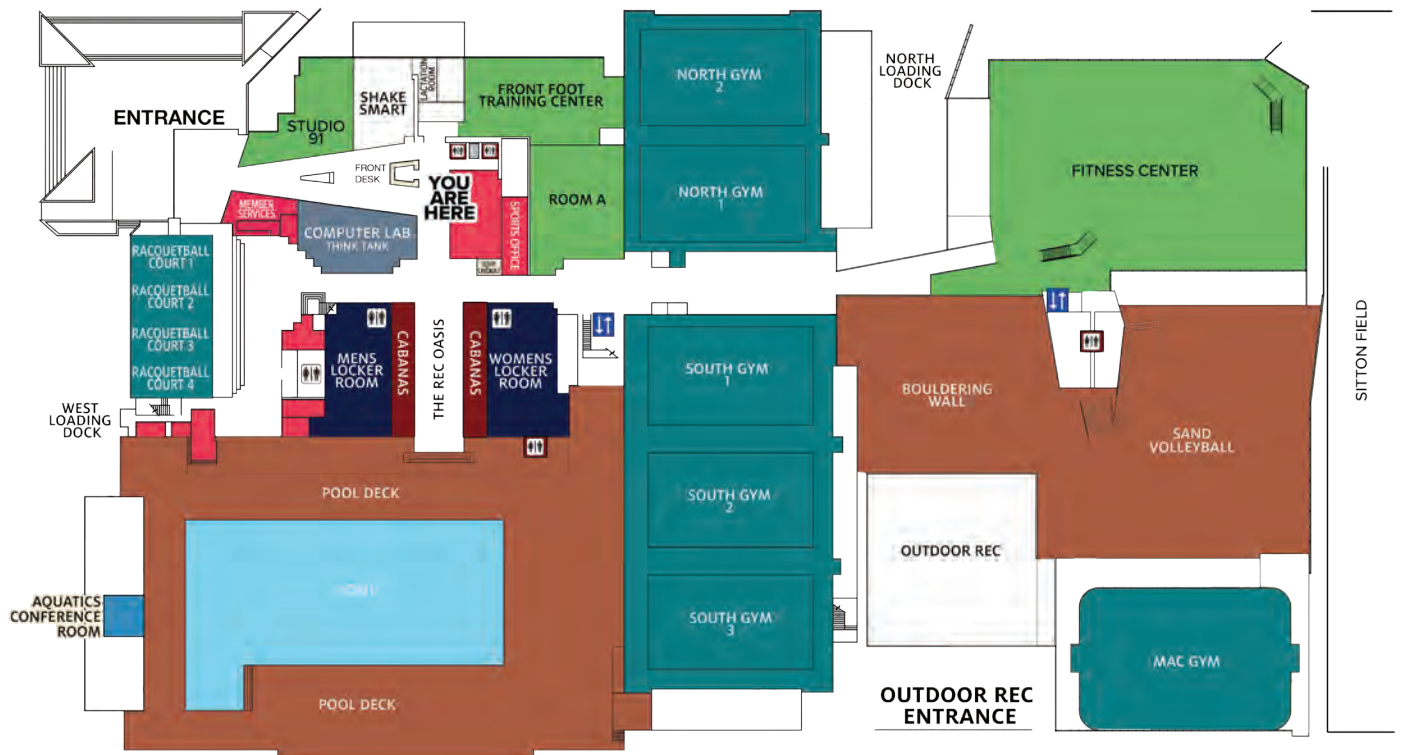 ENTRANCE
STUDIO
91
SHAKE
SMART
LACTATION
ROOM
FRONT FOOT
TRAINING CENTER
NORTH GYM
2
NORTH
LOADING
DOCK
FITNESS CENTER
FRONT
DESK
YOU
ARE
HERE
ROOM A
NORTH GYM
1
MEMBER
SERVICES
COMPUTER LAB
THINK TANK
SPORTS OFFICE
RACQUETBALL
COURT 1
RACQUETBALL
COURT 2
RACQUETBALL
COURT 3
RACQUETBALL
COURT 4
MENS
LOCKER
ROOM
CABANAS
THE REC OASIS
CABANAS
WOMENS
LOCKER
ROOM
SOUTH GYM
1
BOULDERING
WALL
SAND
VOLLEYBALL
SITTON FIELD
WEST
LOADING
DOCK
POOL DECK
SOUTH GYM
2
OUTDOOR REC
AQUATICS
CONFERENCE
ROOM
SOUTH GYM
3
MAC GYM
POOL DECK
OUTDOOR REC
ENTRANCE